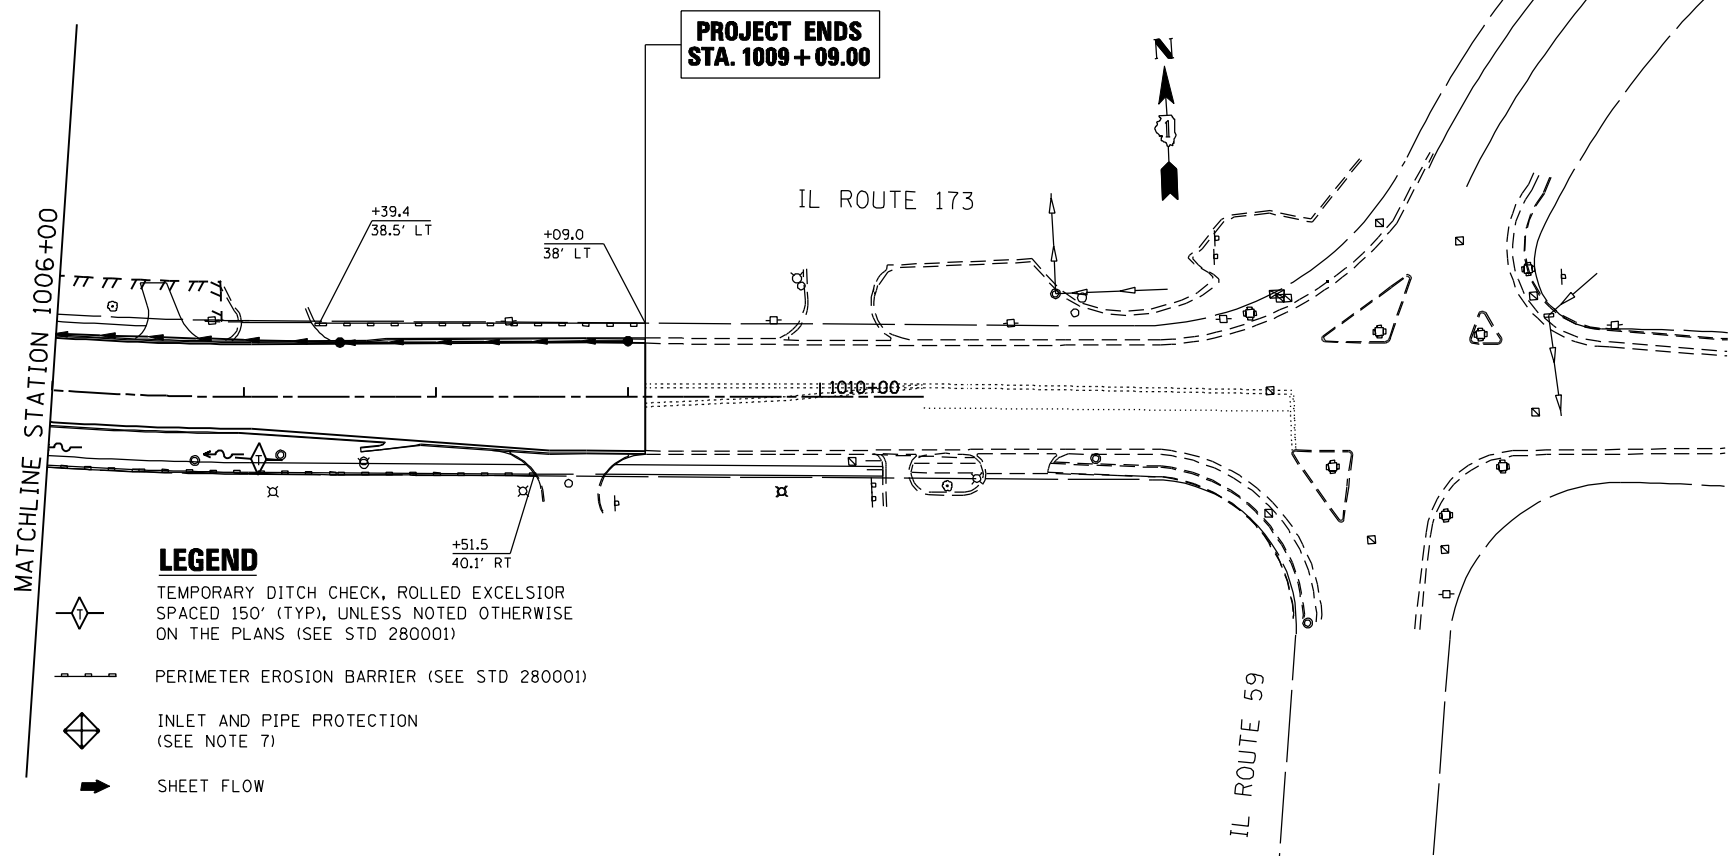 PROJECT ENDS
STA. 1009+09.00
N
1
IL ROUTE 173
+39.4
38.5' LT
+09.0
38' LT
MATCHLINE STATION 1006+00
1010+00
T
+51.5
40.1' RT
LEGEND
T
TEMPORARY DITCH CHECK, ROLLED EXCELSIOR
SPACED 150' (TYP), UNLESS NOTED OTHERWISE
ON THE PLANS (SEE STD 280001)
PERIMETER EROSION BARRIER (SEE STD 280001)
INLET AND PIPE PROTECTION
(SEE NOTE 7)
SHEET FLOW
IL ROUTE 59